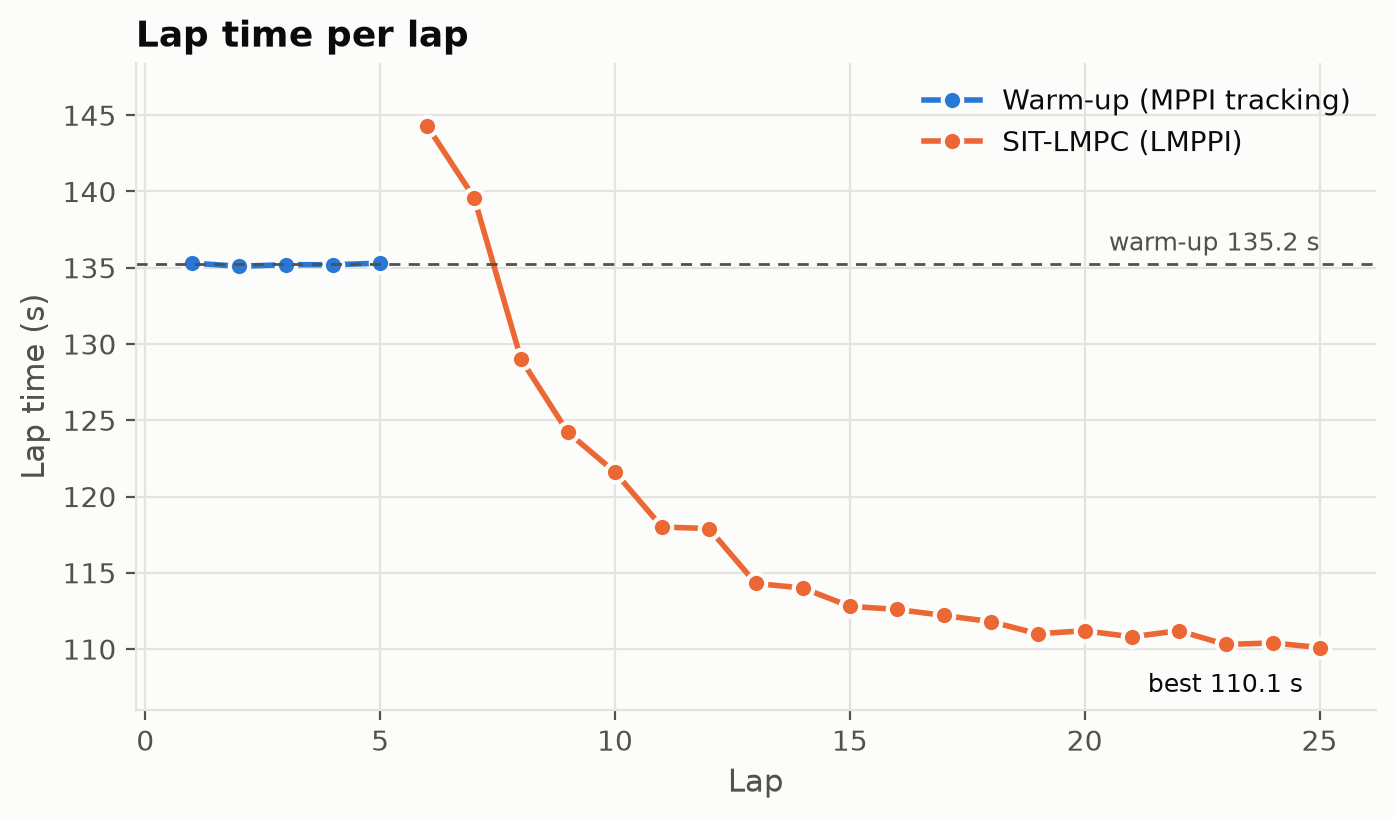 Lap time per lap
Warm-up (MPPI tracking)
SIT-LMPC (LMPPI)
145
140
135
130
125
120
115
110
Lap time (s)
warm-up 135.2 s
best 110.1 s
0 5 10 15 20 25
Lap